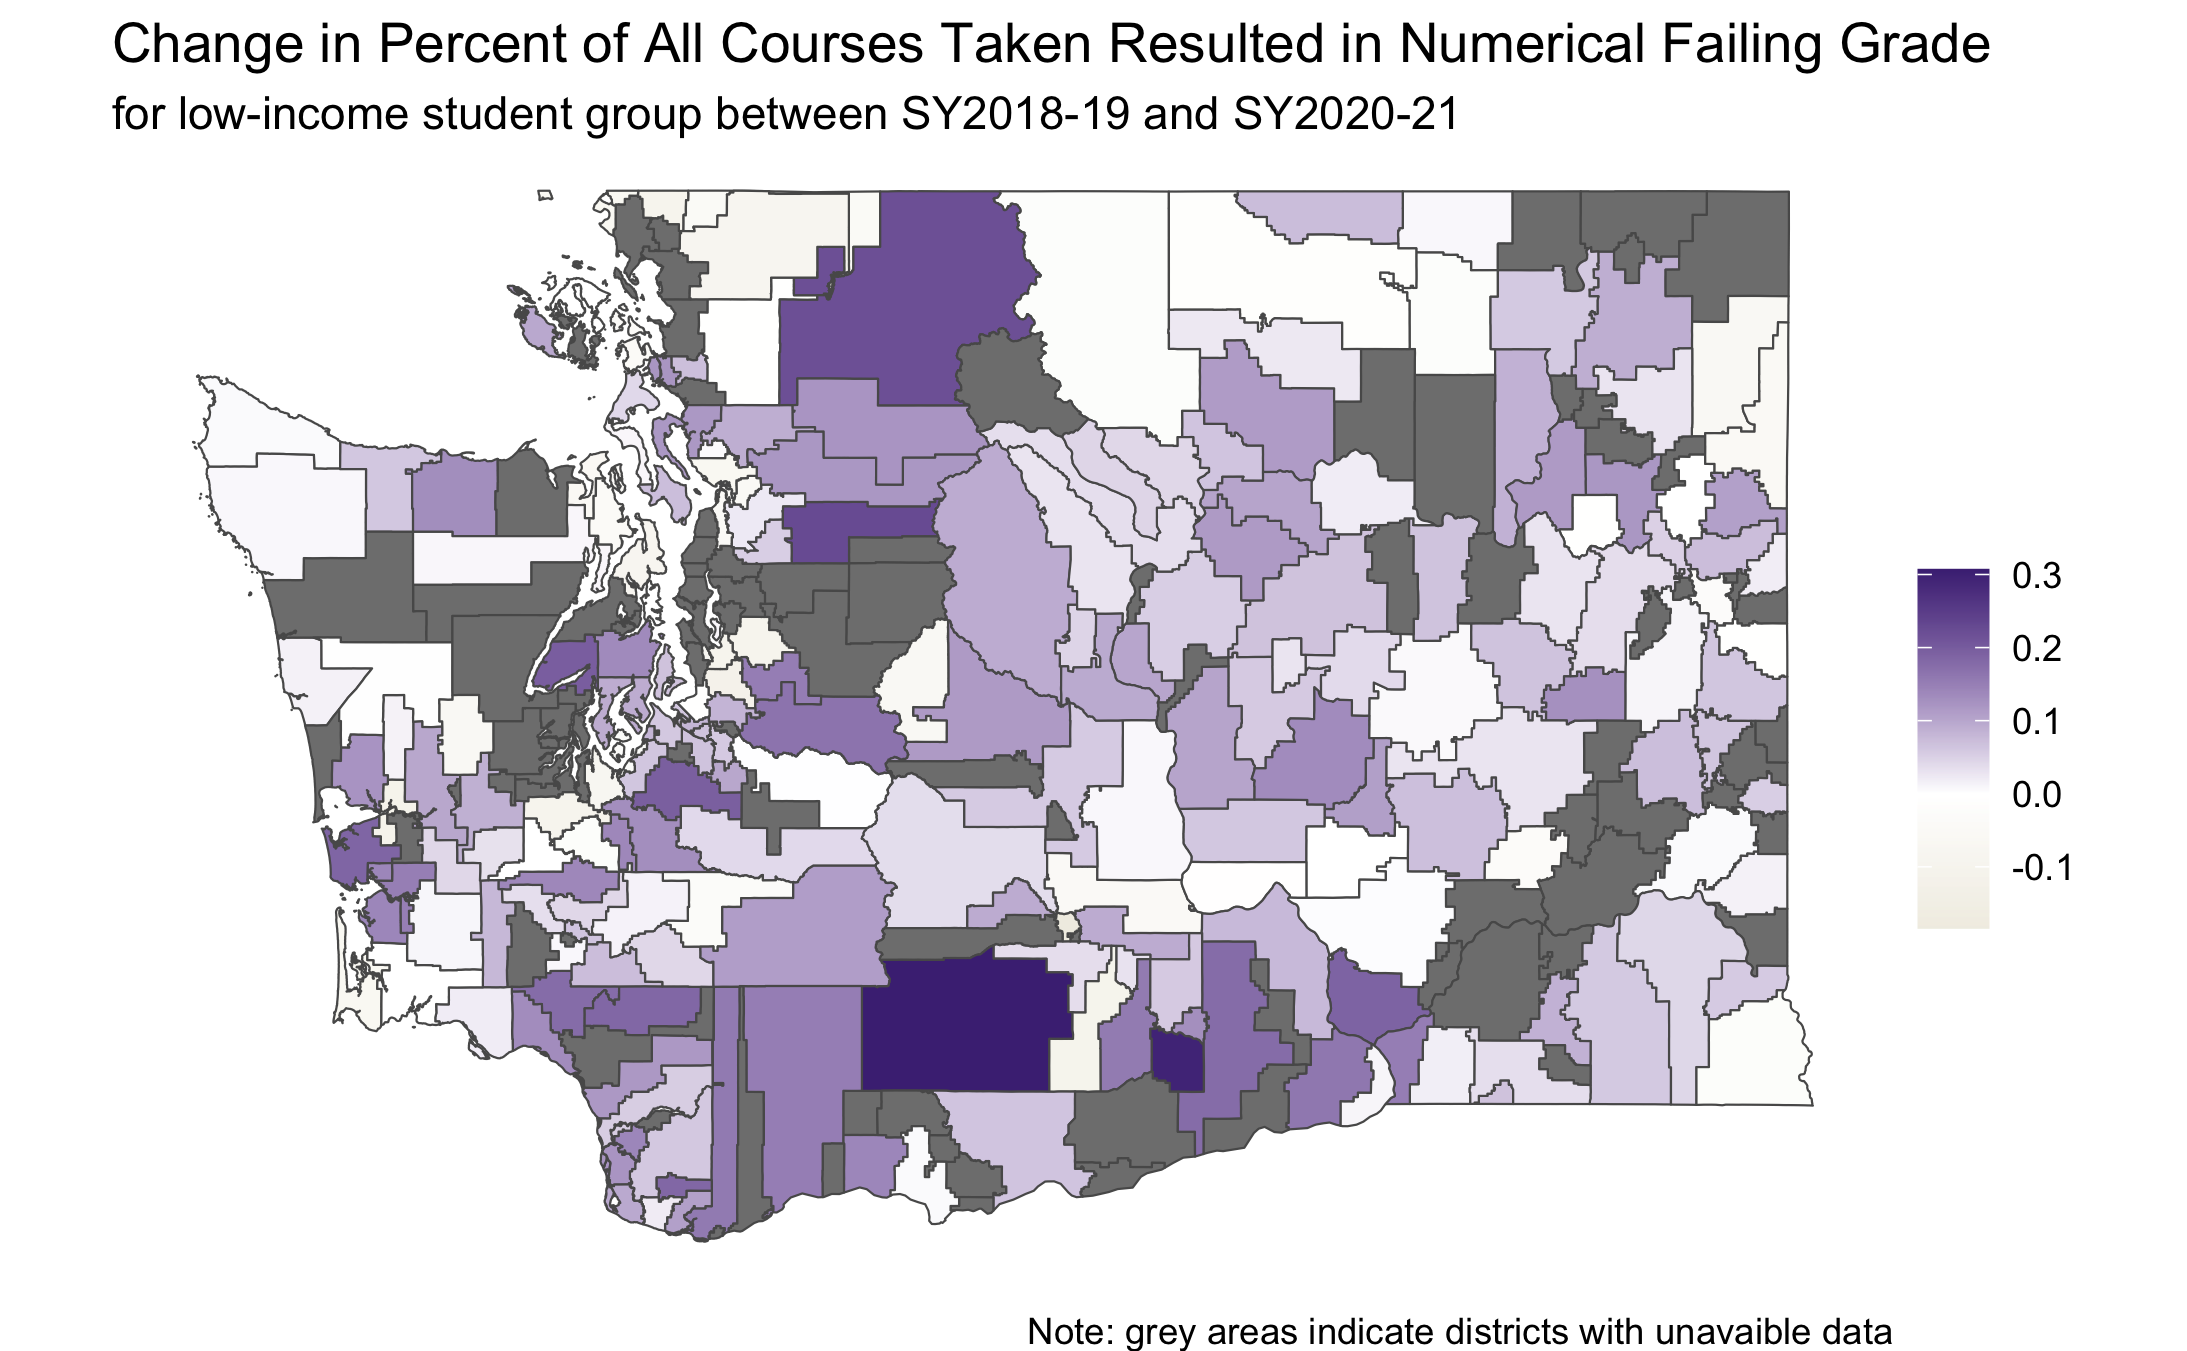 Change in Percent of All Courses Taken Resulted in Numerical Failing Grade
for low-income student group between SY2018-19 and SY2020-21
0.3
0.2
0.1
0.0
-0.1
Note: grey areas indicate districts with unavaible data